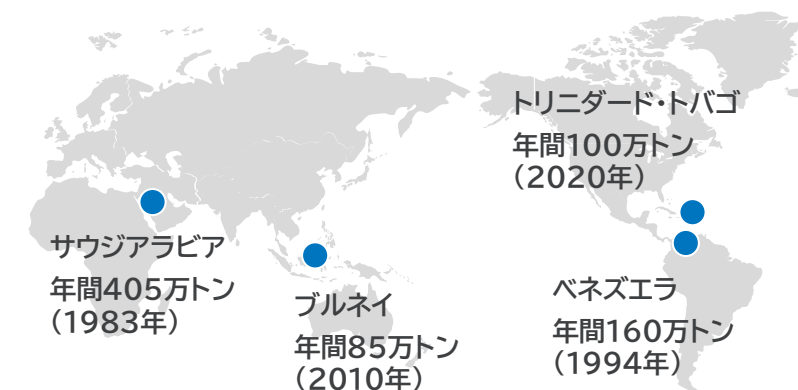 トリニダード・トバゴ
年間100万トン
（2020年）
サウジアラビア
年間405万トン
（1983年）
ブルネイ
年間85万トン
（2010年）
ベネズエラ
年間160万トン
（1994年）